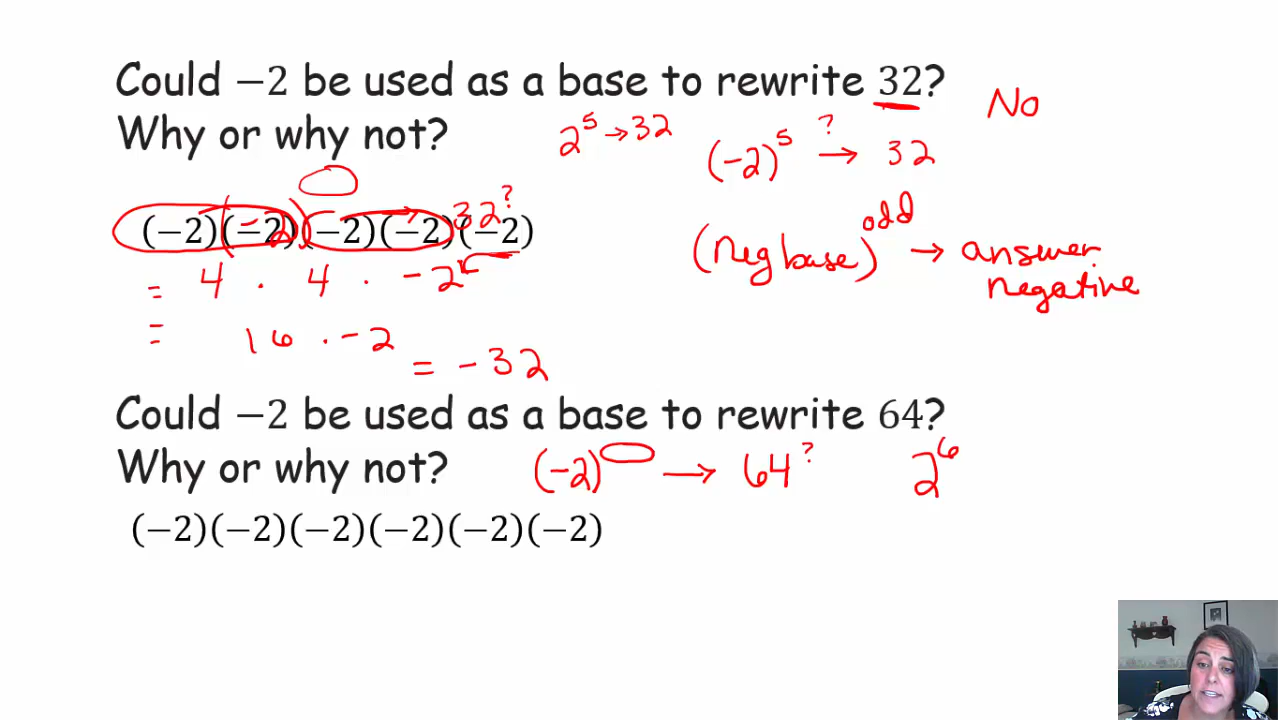 Could −2 be used as a base to rewrite 32?
No
Why or why not?
2^5 → 32
(-2)^5 ? → 32
(−2)(−2)(−2)(−2)(−2)
32?
(neg base)^odd → answer negative
= 4 · 4 · -2
= 16 · -2 = -32
Could −2 be used as a base to rewrite 64?
Why or why not?
(-2) → 64?
2^6
(−2)(−2)(−2)(−2)(−2)(−2)